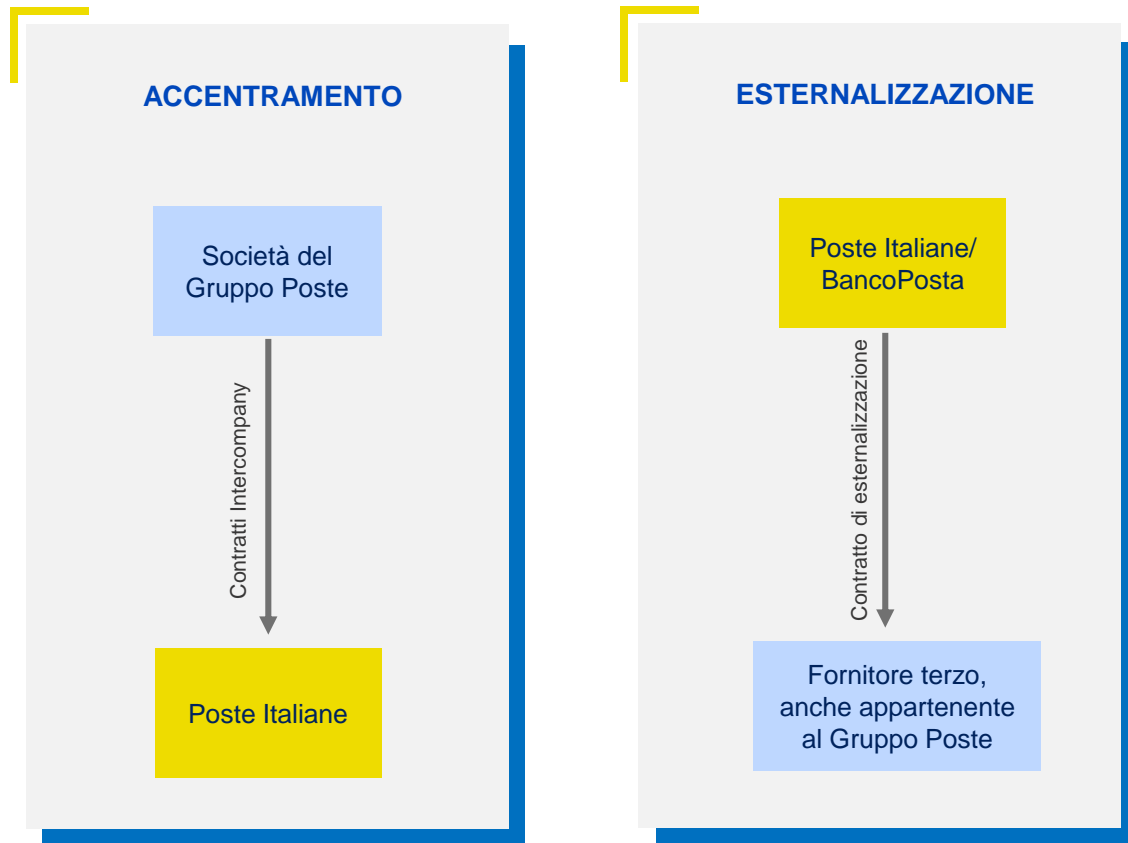 ACCENTRAMENTO
Società del
Gruppo Poste
Contratti Intercompany
Poste Italiane
ESTERNALIZZAZIONE
Poste Italiane/
BancoPosta
Contratto di esternalizzazione
Fornitore terzo,
anche appartenente
al Gruppo Poste